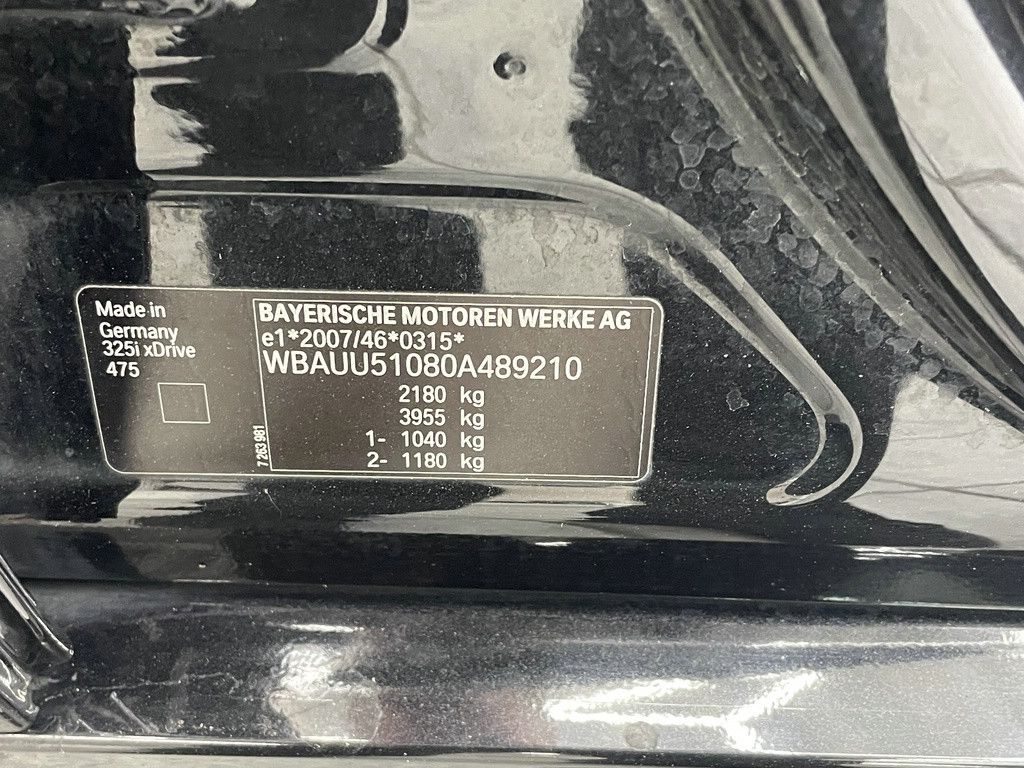 Made in
Germany
325i xDrive
475
7 263 981
BAYERISCHE MOTOREN WERKE AG
e1*2007/46*0315*
WBAUU51080A489210
2180 kg
3955 kg
1- 1040 kg
2- 1180 kg